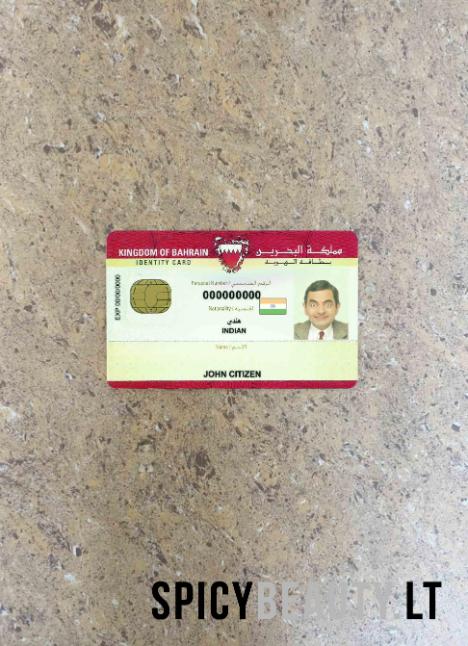 KINGDOM OF BAHRAIN مملكة البحرين
IDENTITY CARD بطاقة الهوية
Personal Number / الرقم الشخصي
000000000
EXP 00/00/0000
Nationality / الجنسية
هندي
INDIAN
Name / الاسم
JOHN CITIZEN
SPICYBEAUTY.LT